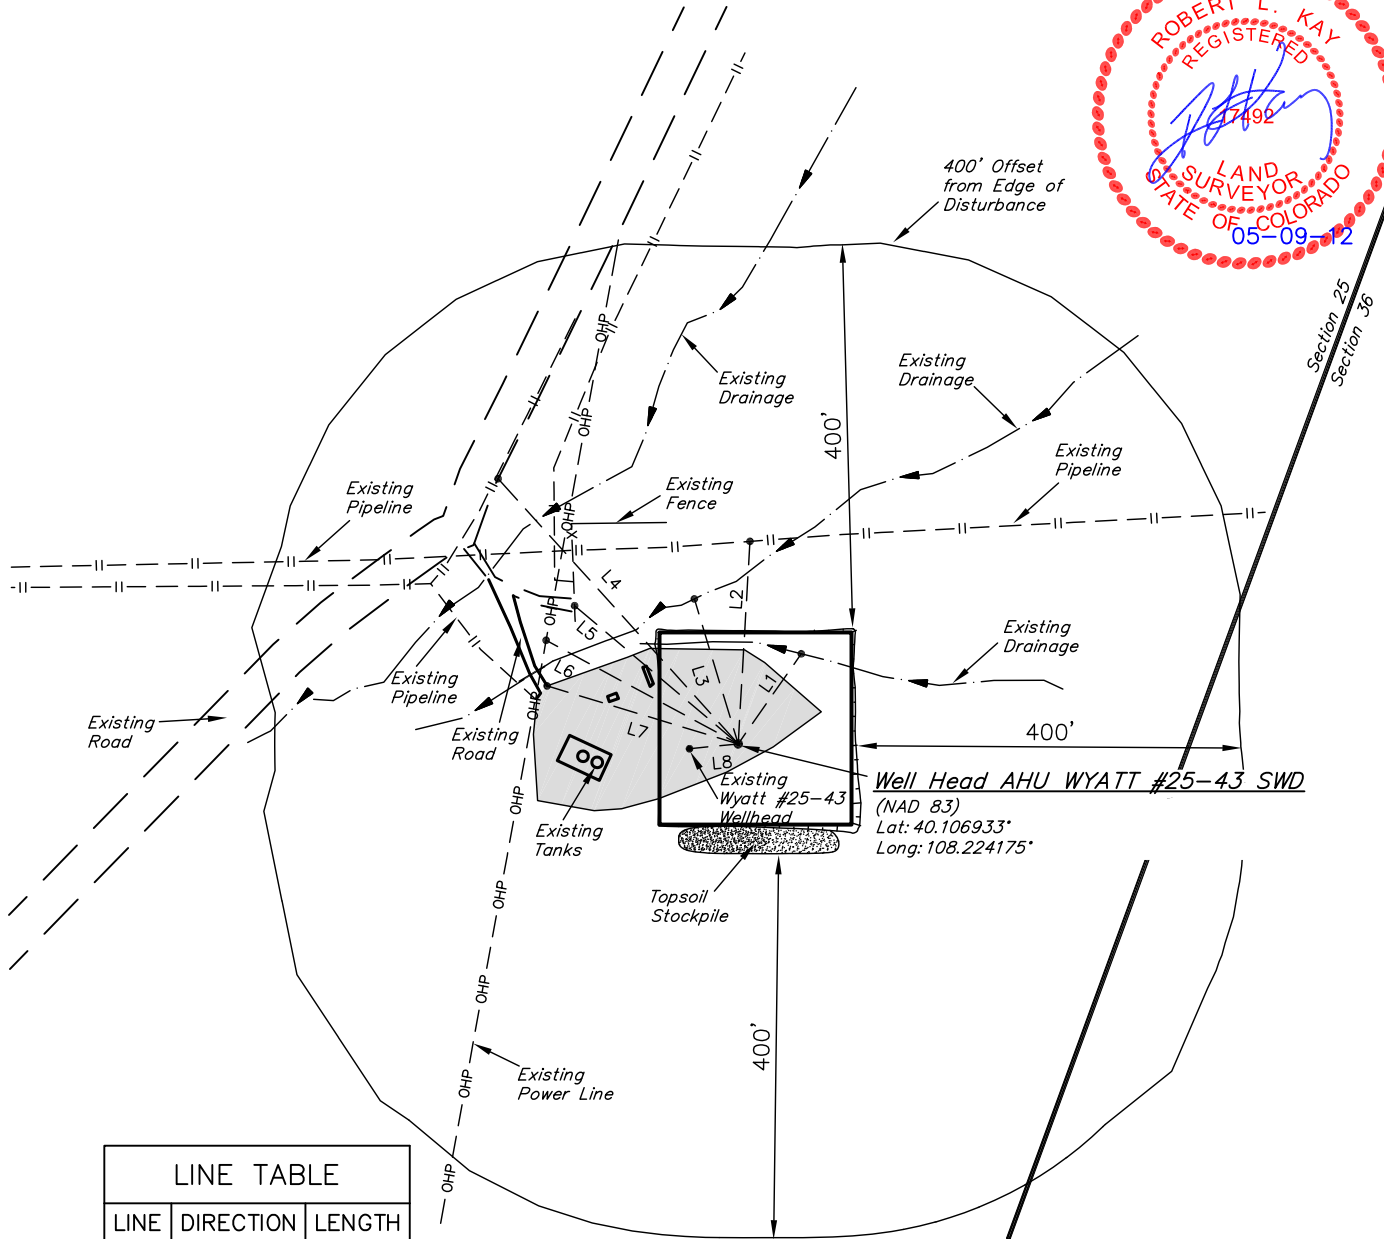 ROBERT L. KAY
REGISTERED
17492
LAND
SURVEYOR
STATE OF COLORADO
05-09-12
400' Offset
from Edge of
Disturbance
Section 25
Section 36
OHP
Existing
Drainage
Existing
Drainage
400'
OHP
Existing
Pipeline
Existing
Pipeline
Existing
Fence
OHP
X
L4
L2
OHP
L5
Existing
Drainage
L6
L3
L1
Existing
Pipeline
OHP
Existing
Road
Existing
Road
L7
400'
L8
Existing
Wyatt #25-43
Wellhead
Well Head AHU WYATT #25-43 SWD
(NAD 83)
Lat: 40.106933°
Long: 108.224175°
OHP
Existing
Tanks
OHP
Topsoil
Stockpile
OHP
400'
Existing
Power Line
OHP
OHP
LINE TABLE
LINE DIRECTION LENGTH